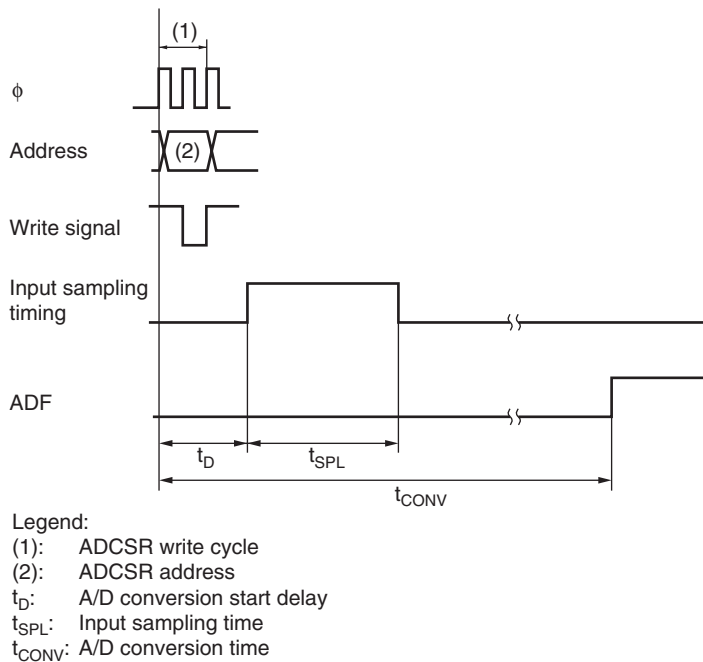 (1)
ϕ
Address
(2)
Write signal
Input sampling
timing
ADF
tD
tSPL
tCONV
Legend:
(1): ADCSR write cycle
(2): ADCSR address
tD: A/D conversion start delay
tSPL: Input sampling time
tCONV: A/D conversion time